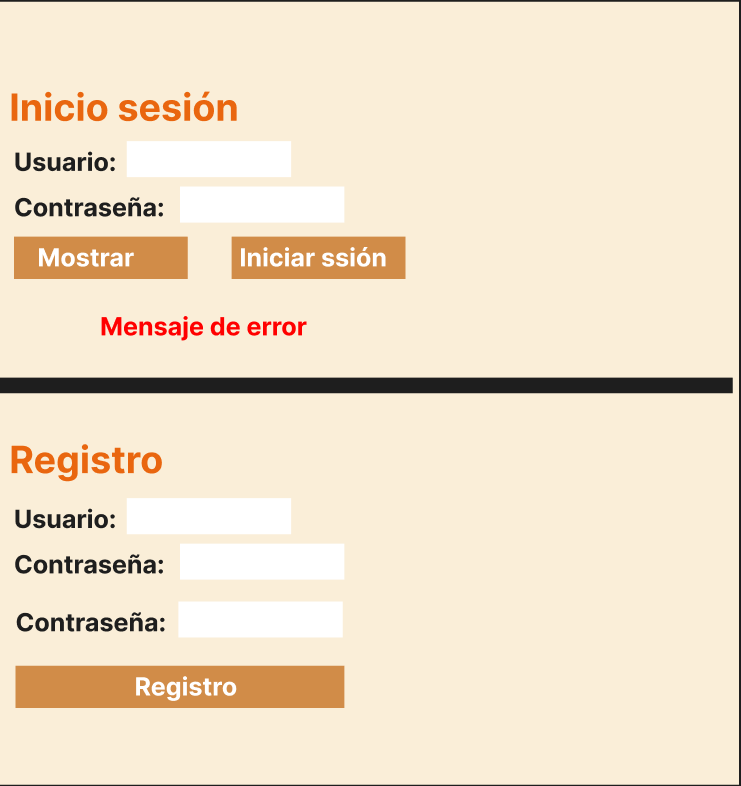 Inicio sesión
Usuario:
Contraseña:
Mostrar Iniciar ssión
Mensaje de error
Registro
Usuario:
Contraseña:
Contraseña:
Registro